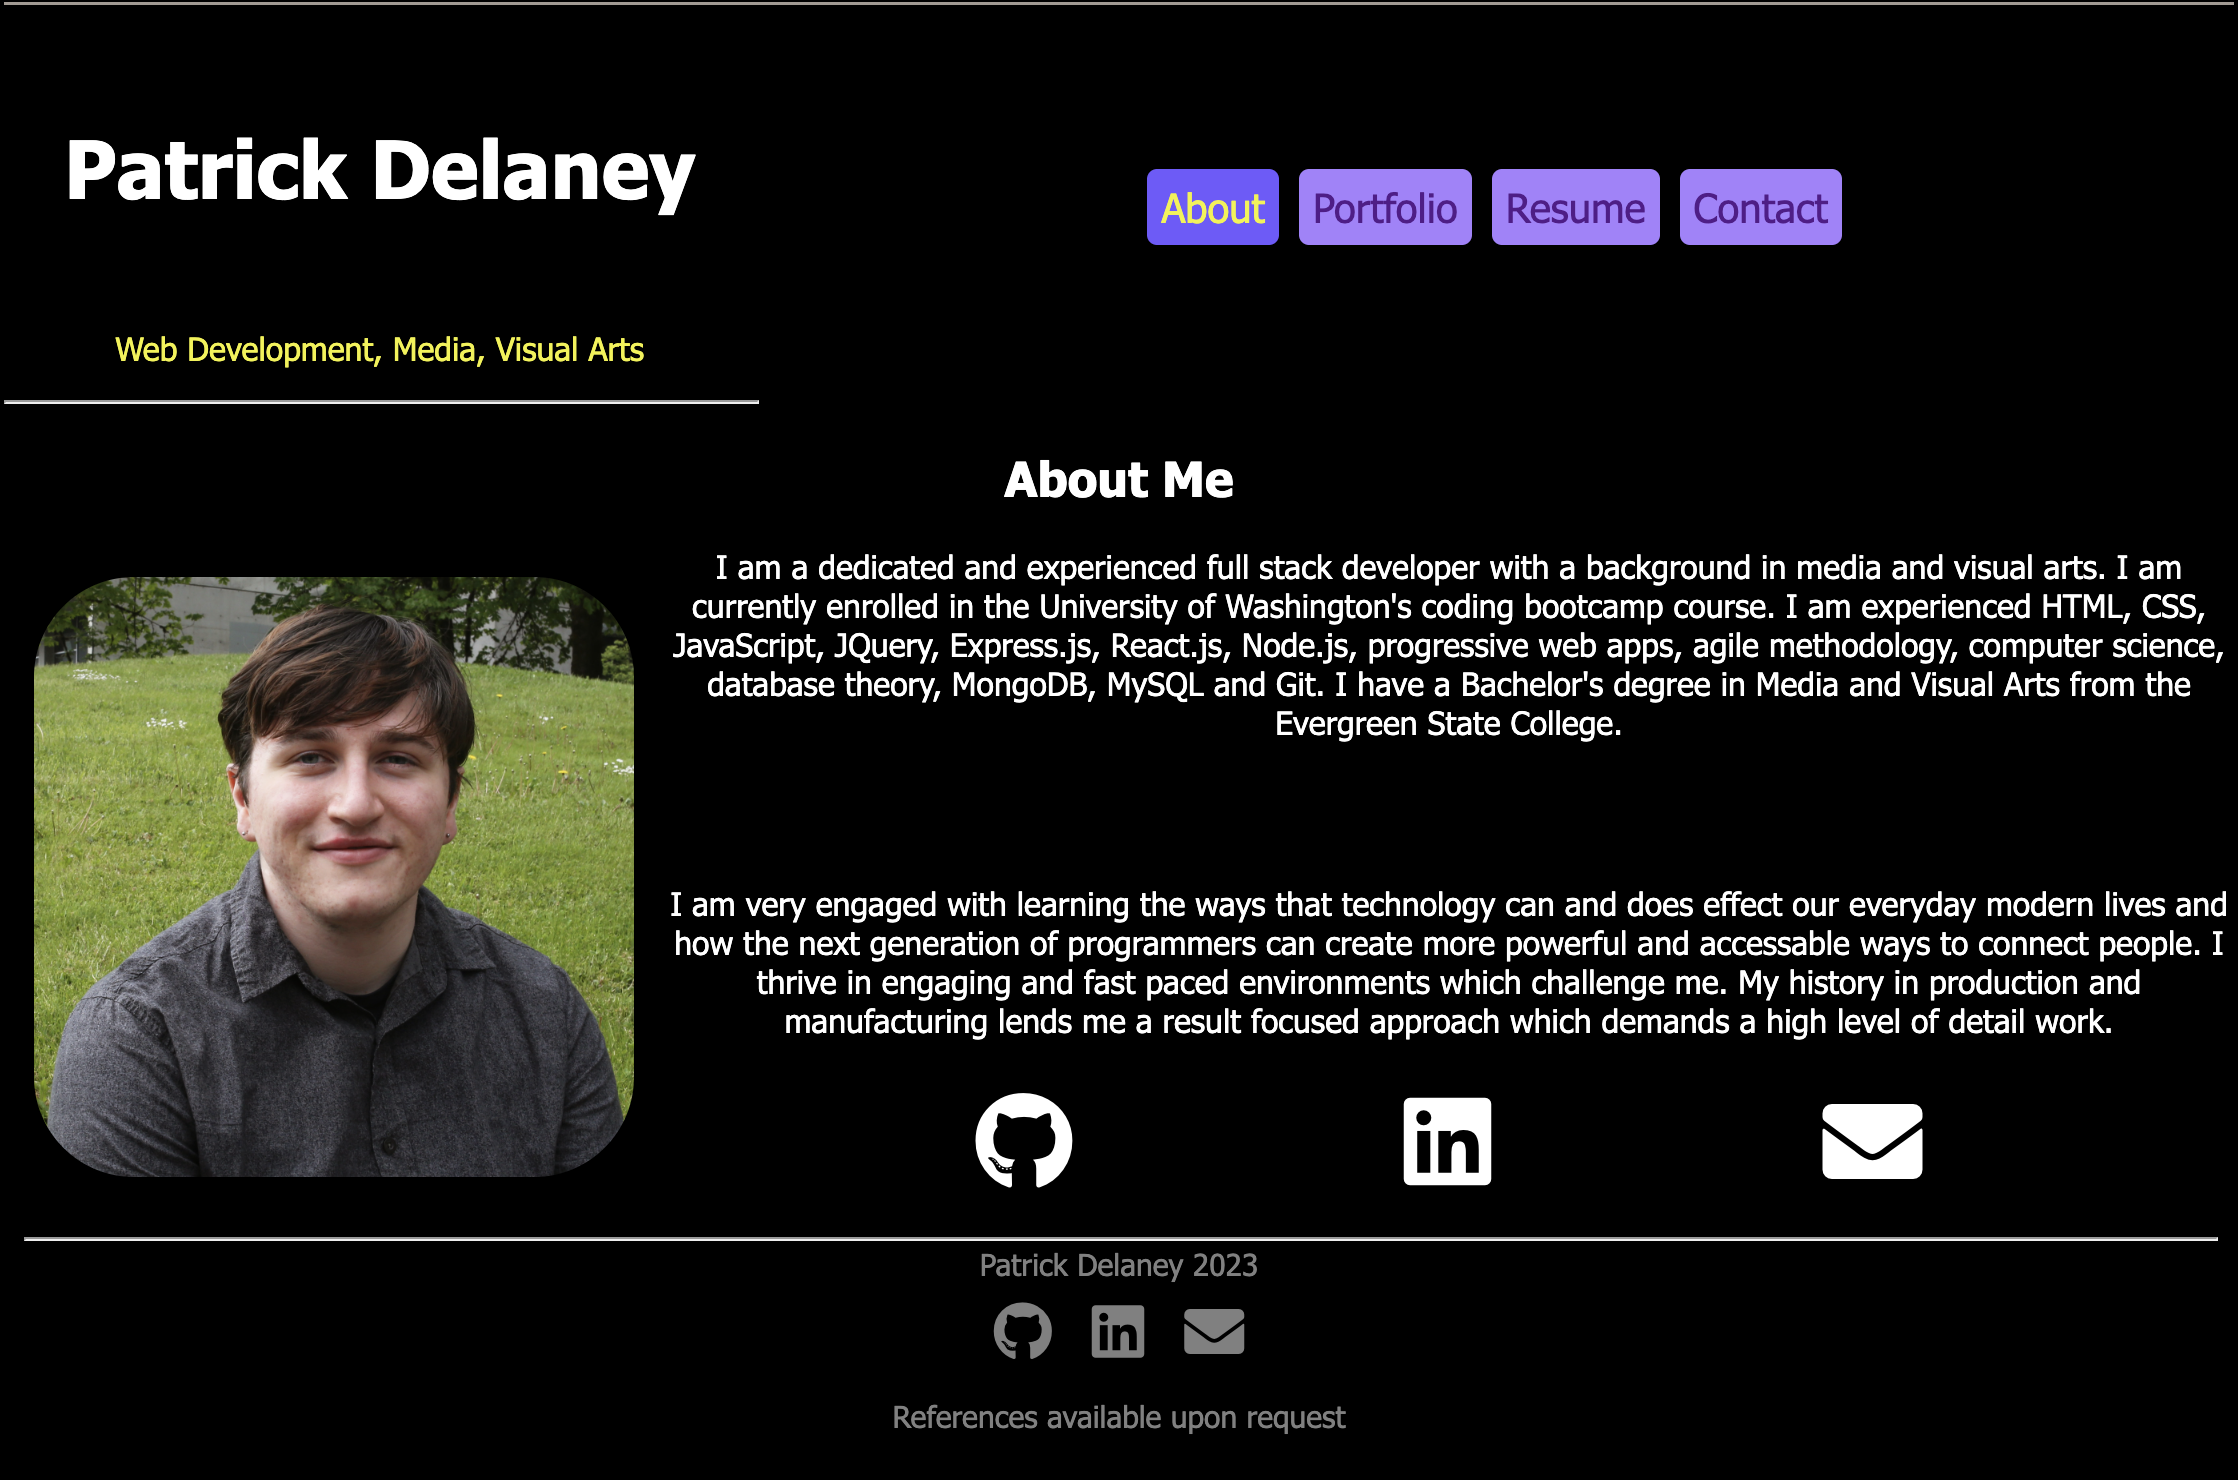 Patrick Delaney
About
Portfolio
Resume
Contact
Web Development, Media, Visual Arts
About Me
I am a dedicated and experienced full stack developer with a background in media and visual arts. I am
currently enrolled in the University of Washington's coding bootcamp course. I am experienced HTML, CSS,
JavaScript, JQuery, Express.js, React.js, Node.js, progressive web apps, agile methodology, computer science,
database theory, MongoDB, MySQL and Git. I have a Bachelor's degree in Media and Visual Arts from the
Evergreen State College.
I am very engaged with learning the ways that technology can and does effect our everyday modern lives and
how the next generation of programmers can create more powerful and accessable ways to connect people. I
thrive in engaging and fast paced environments which challenge me. My history in production and
manufacturing lends me a result focused approach which demands a high level of detail work.
in
Patrick Delaney 2023
in
References available upon request